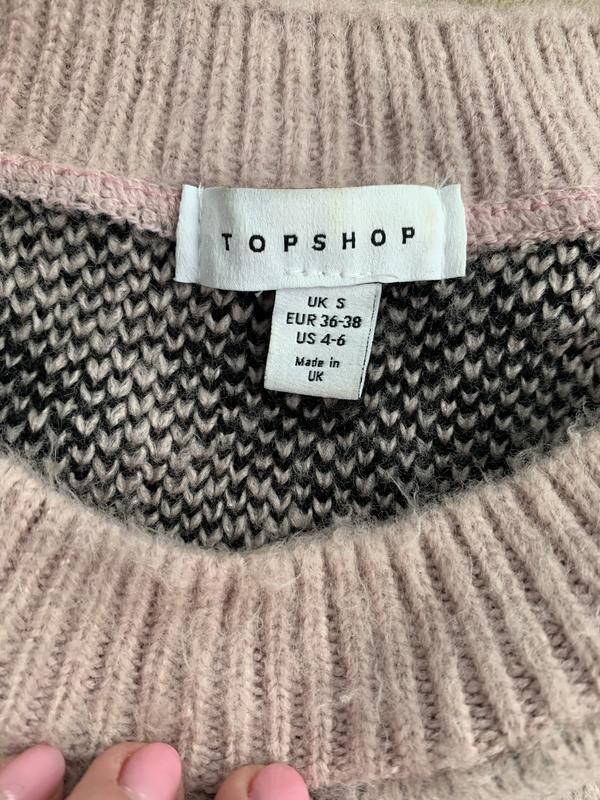 TOPSHOP
UK S
EUR 36-38
US 4-6
Made in
UK